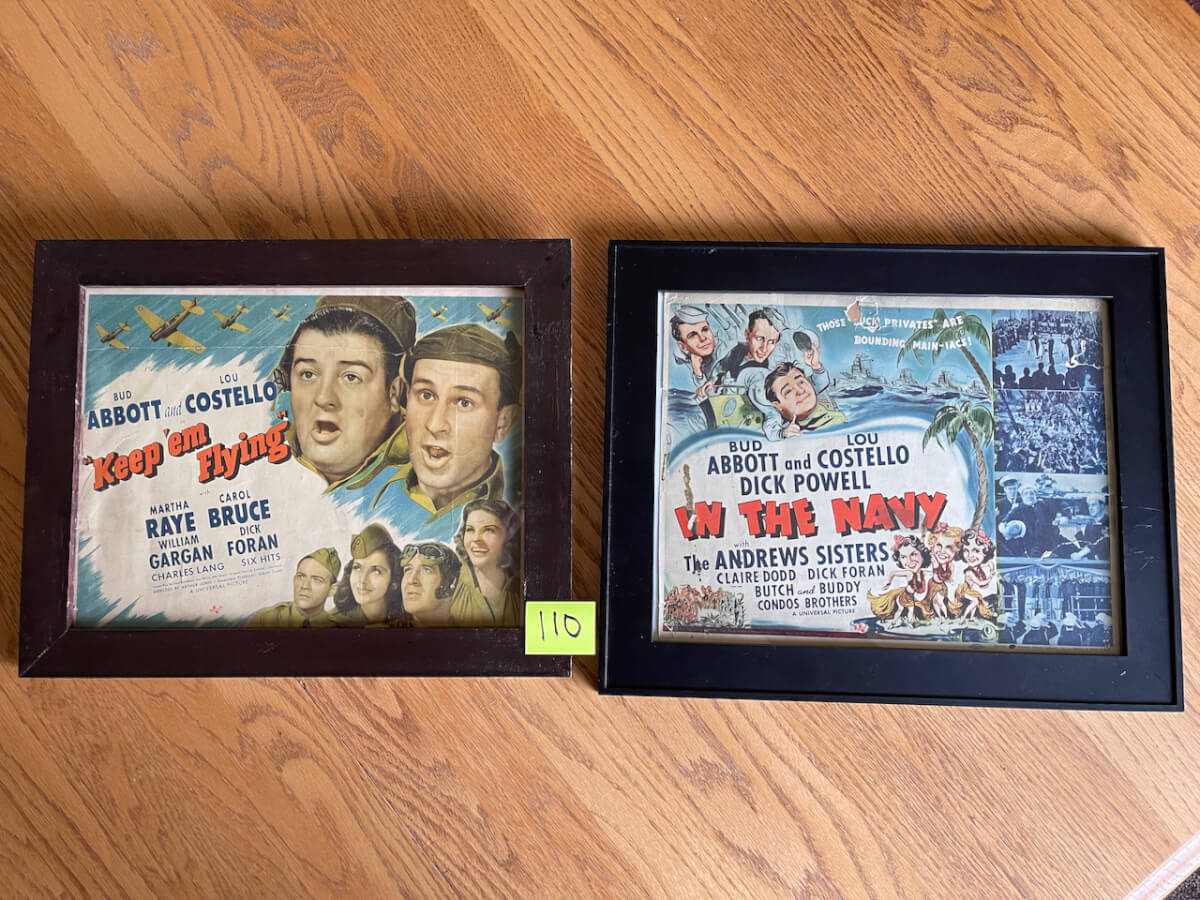 BUD LOU
ABBOTT and COSTELLO
"Keep 'em
Flying"
with
MARTHA CAROL
RAYE BRUCE
WILLIAM DICK
GARGAN FORAN
CHARLES LANG SIX HITS
A UNIVERSAL PICTURE
110
THOSE "BUCK PRIVATES" ARE
BOUNDING MAIN-IACS!
BUD LOU
ABBOTT and COSTELLO
DICK POWELL
IN THE NAVY
with
The ANDREWS SISTERS
CLAIRE DODD DICK FORAN
BUTCH and BUDDY
CONDOS BROTHERS
A UNIVERSAL PICTURE